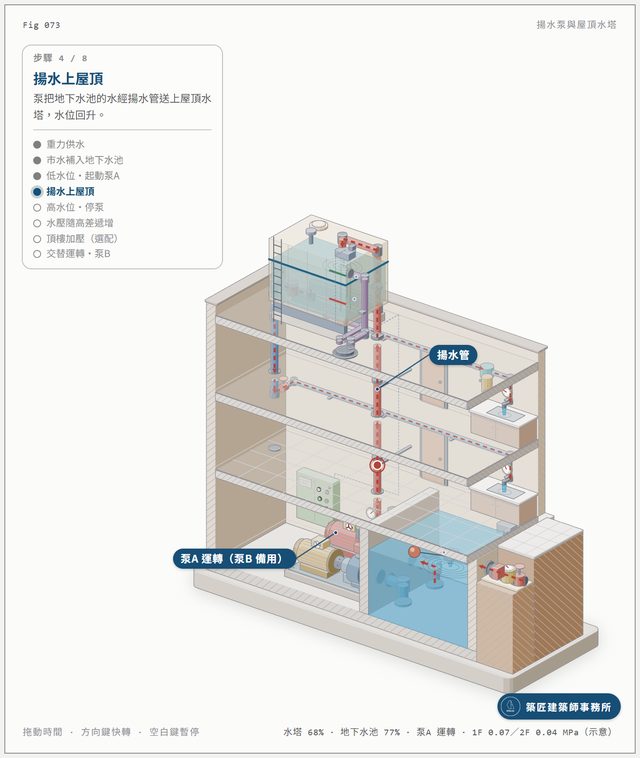 Fig 073
揚水泵與屋頂水塔
步驟 4 / 8
揚水上屋頂
泵把地下水池的水經揚水管送上屋頂水
塔，水位回升。
重力供水
市水補入地下水池
低水位・起動泵A
揚水上屋頂
高水位・停泵
水壓隨高差遞增
頂樓加壓（選配）
交替運轉・泵B
揚水管
泵A 運轉（泵B 備用）
築匠建築師事務所
拖動時間 · 方向鍵快轉 · 空白鍵暫停
水塔 68% · 地下水池 77% · 泵A 運轉 · 1F 0.07／2F 0.04 MPa（示意）